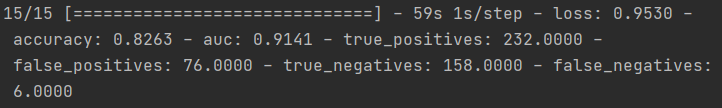 15/15 [==============================] - 59s 1s/step - loss: 0.9530 -
accuracy: 0.8263 - auc: 0.9141 - true_positives: 232.0000 -
false_positives: 76.0000 - true_negatives: 158.0000 - false_negatives:
6.0000